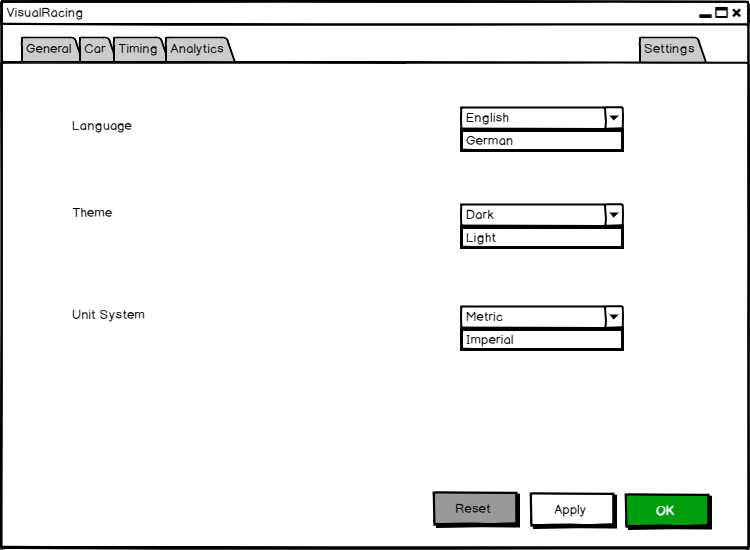 VisualRacing
General Car Timing Analytics Settings
Language
English
German
Theme
Dark
Light
Unit System
Metric
Imperial
Reset Apply OK